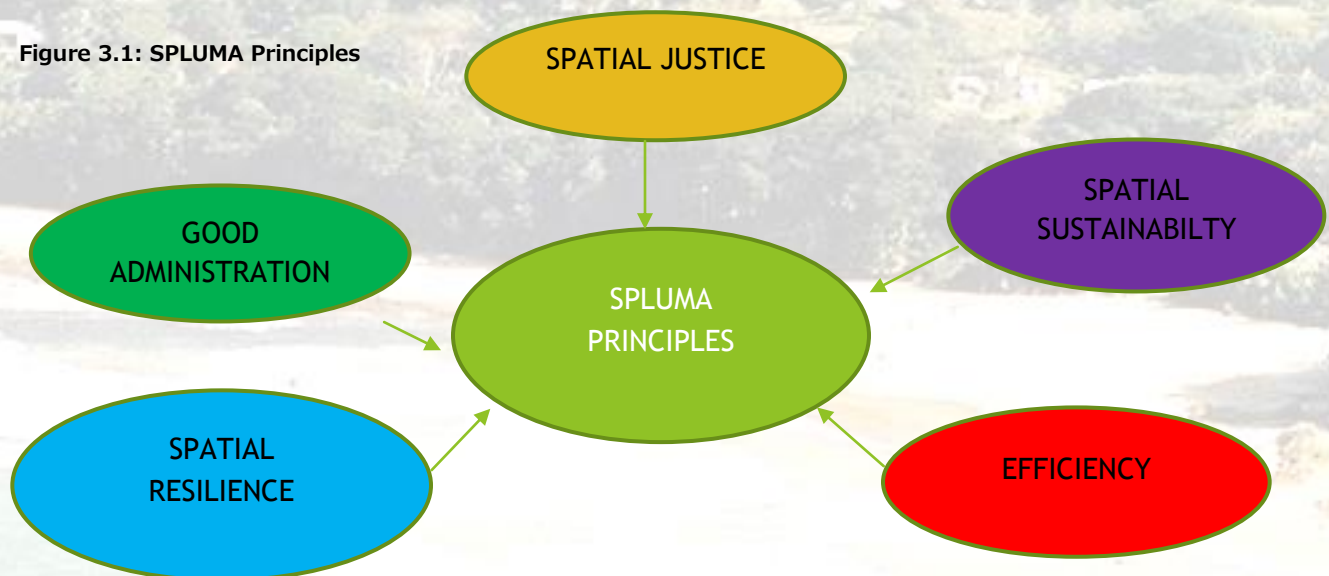 Figure 3.1: SPLUMA Principles
SPATIAL JUSTICE
SPATIAL
SUSTAINABILTY
GOOD
ADMINISTRATION
SPLUMA
PRINCIPLES
SPATIAL
RESILIENCE
EFFICIENCY